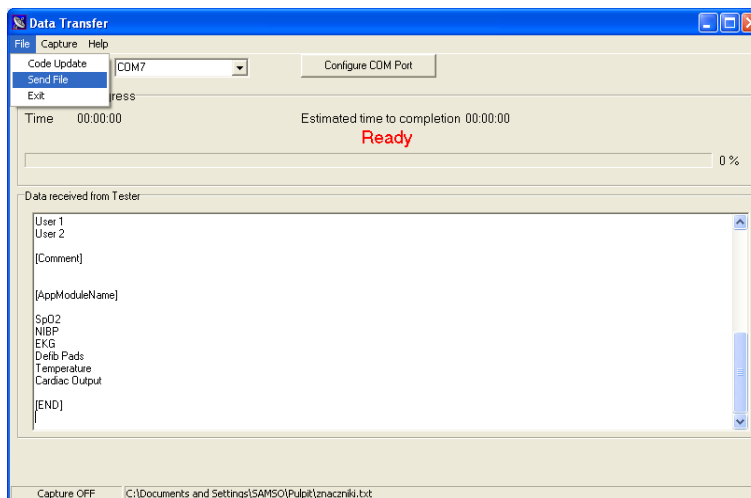 Data Transfer
File Capture Help
Code Update
Send File
Exit
COM7
Configure COM Port
ress
Time 00:00:00
Estimated time to completion 00:00:00
Ready
0 %
Data received from Tester
User 1
User 2
[Comment]
[AppModuleName]
SpO2
NIBP
EKG
Defib Pads
Temperature
Cardiac Output
[END]
Capture OFF C:\Documents and Settings\SAMSO\Pulpit\znaczniki.txt